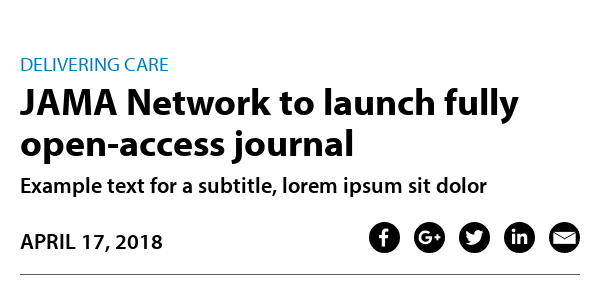 DELIVERING CARE
JAMA Network to launch fully
open-access journal
Example text for a subtitle, lorem ipsum sit dolor
APRIL 17, 2018
f G+ in